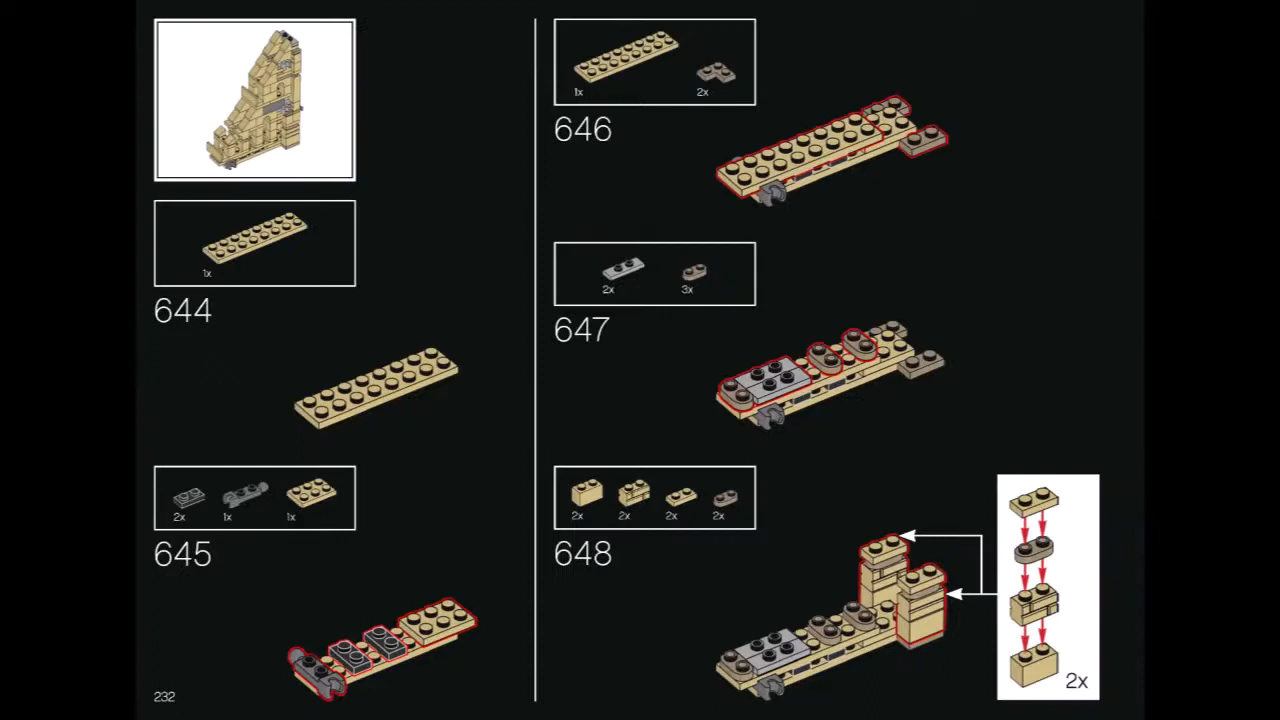 1x
644
2x 1x 1x
645
232
1x 2x
646
2x 3x
647
2x 2x 2x 2x
648
2x